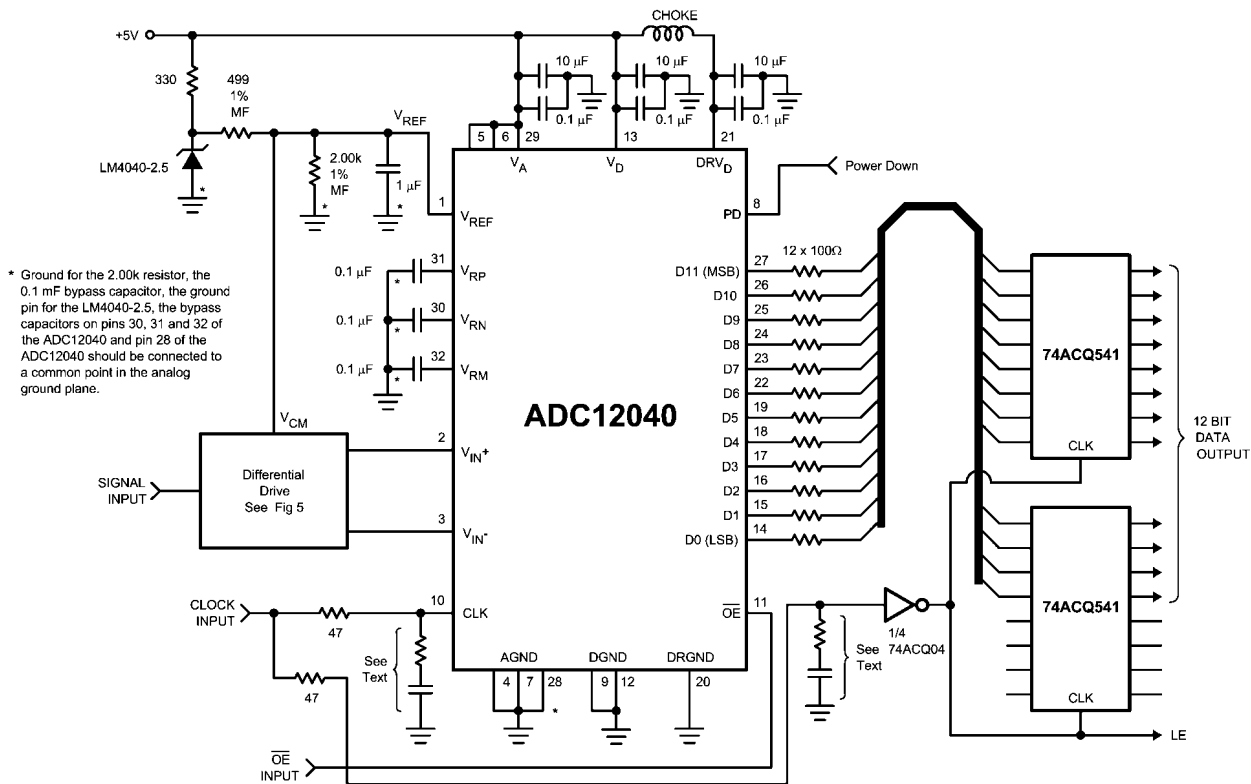 CHOKE
+5V
330
499
1%
MF
10 µF
10 µF
10 µF
0.1 µF
0.1 µF
0.1 µF
VREF
5 6 29
13
21
VA
VD
DRVD
LM4040-2.5
*
2.00k
1%
MF
*
1 µF
*
1
VREF
PD
8
Power Down
* Ground for the 2.00k resistor, the
0.1 mF bypass capacitor, the ground
pin for the LM4040-2.5, the bypass
capacitors on pins 30, 31 and 32 of
the ADC12040 and pin 28 of the
ADC12040 should be connected to
a common point in the analog
ground plane.
0.1 µF
*
31
VRP
0.1 µF
*
30
VRN
0.1 µF
*
32
VRM
ADC12040
12 x 100Ω
D11 (MSB) 27
D10 26
D9 25
D8 24
D7 23
D6 22
D5 19
D4 18
D3 17
D2 16
D1 15
D0 (LSB) 14
74ACQ541
CLK
12 BIT
DATA
OUTPUT
74ACQ541
CLK
LE
VCM
SIGNAL
INPUT
Differential
Drive
See Fig 5
2
VIN+
3
VIN-
CLOCK
INPUT
47
10
CLK
47
See
Text
OE
11
AGND
DGND
DRGND
4 7 28
*
9 12
20
See
Text
1/4
74ACQ04
OE
INPUT